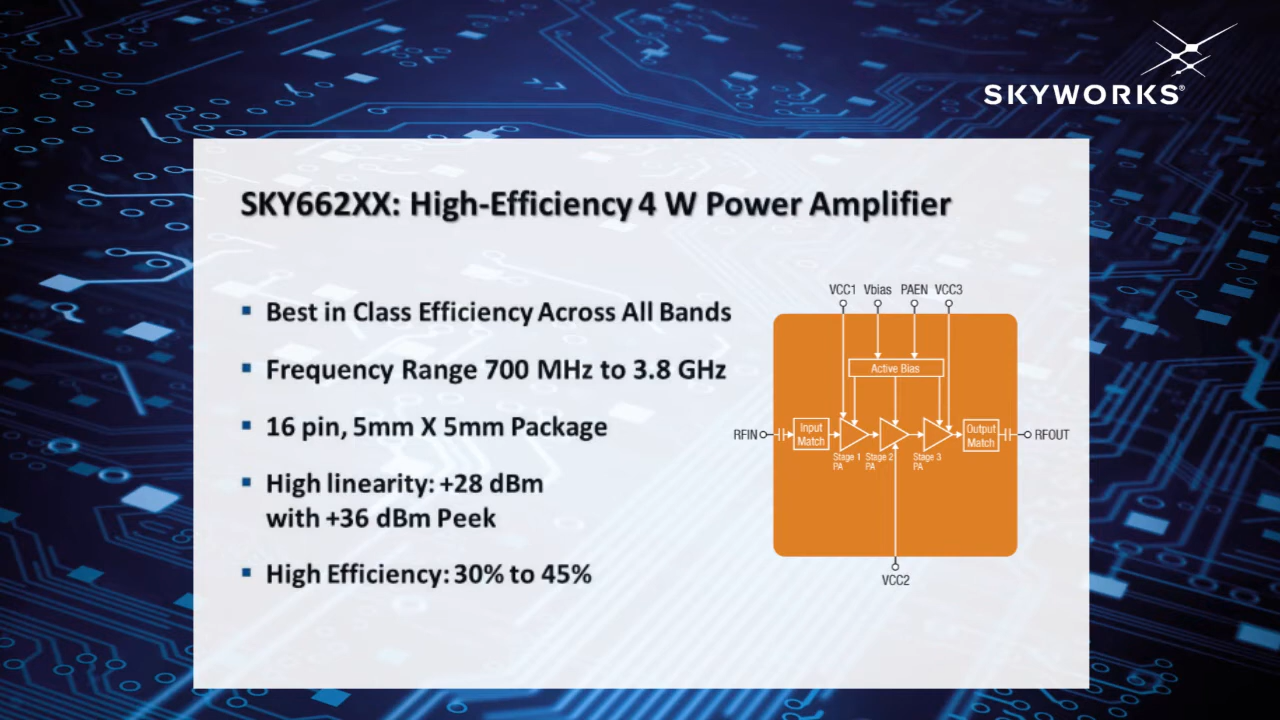 SKYWORKS®
SKY662XX: High-Efficiency 4 W Power Amplifier
▪ Best in Class Efficiency Across All Bands
▪ Frequency Range 700 MHz to 3.8 GHz
▪ 16 pin, 5mm X 5mm Package
▪ High linearity: +28 dBm
with +36 dBm Peek
▪ High Efficiency: 30% to 45%
VCC1 Vbias PAEN VCC3
Active Bias
RFIN
Input
Match
Stage 1
PA
Stage 2
PA
Stage 3
PA
Output
Match
RFOUT
VCC2